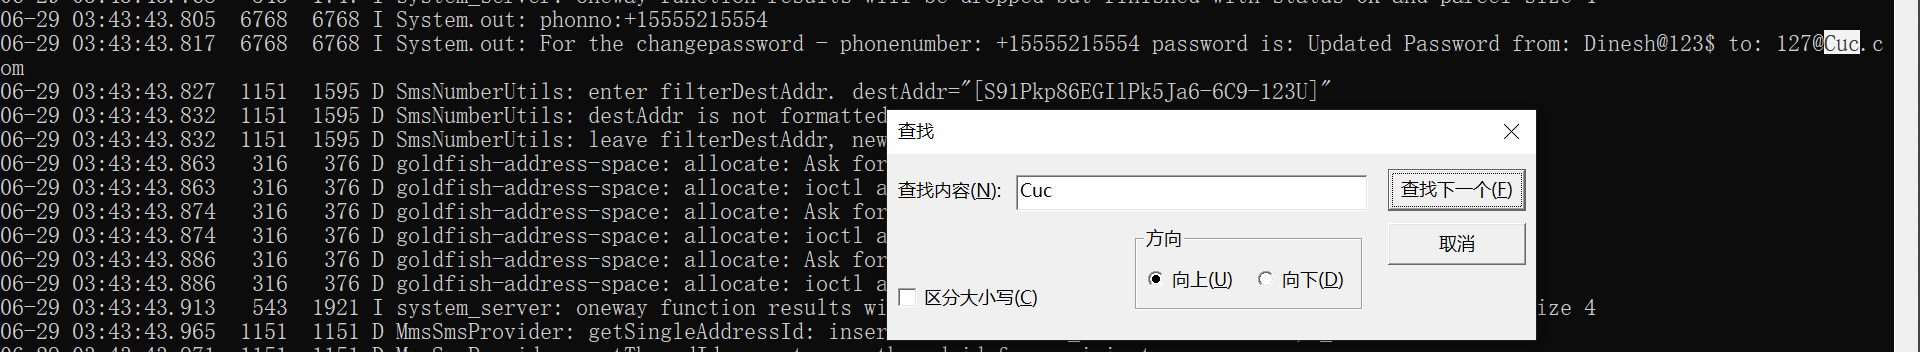 06-29 03:43:43.805  6768  6768 I System.out: phonno:+15555215554
06-29 03:43:43.817  6768  6768 I System.out: For the changepassword - phonenumber: +15555215554 password is: Updated Password from: Dinesh@123$ to: 127@Cuc.c
om
06-29 03:43:43.827  1151  1595 D SmsNumberUtils: enter filterDestAddr. destAddr="[S91Pkp86EGIlPk5Ja6-6C9-123U]"
06-29 03:43:43.832  1151  1595 D SmsNumberUtils: destAddr is not formatted
06-29 03:43:43.832  1151  1595 D SmsNumberUtils: leave filterDestAddr, new
06-29 03:43:43.863   316   376 D goldfish-address-space: allocate: Ask for
06-29 03:43:43.863   316   376 D goldfish-address-space: allocate: ioctl a
06-29 03:43:43.874   316   376 D goldfish-address-space: allocate: Ask for
06-29 03:43:43.874   316   376 D goldfish-address-space: allocate: ioctl a
06-29 03:43:43.886   316   376 D goldfish-address-space: allocate: Ask for
06-29 03:43:43.886   316   376 D goldfish-address-space: allocate: ioctl a
06-29 03:43:43.913   543  1921 I system_server: oneway function results wi
ize 4
06-29 03:43:43.965  1151  1151 D MmsSmsProvider: getSingleAddressId: inser
查找
查找内容(N):
Cuc
查找下一个(F)
取消
方向
向上(U)
向下(D)
区分大小写(C)